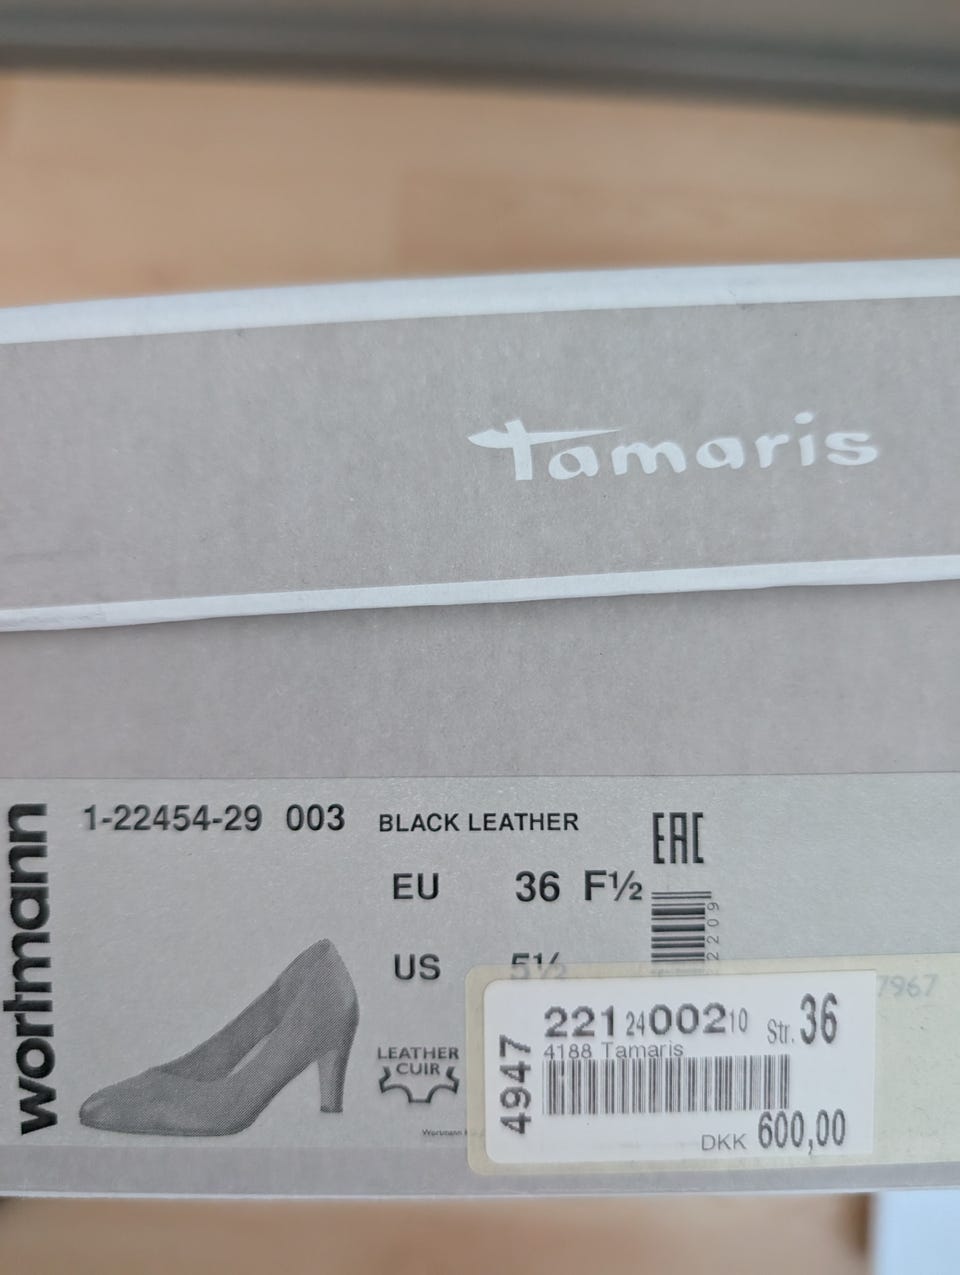 Tamaris
wortmann
1-22454-29 003 BLACK LEATHER
EAC
EU 36 F½
US 5½
2209
7967
LEATHER
CUIR
Wortmann
4947
221 24 002 10 Str. 36
4188 Tamaris
DKK 600,00